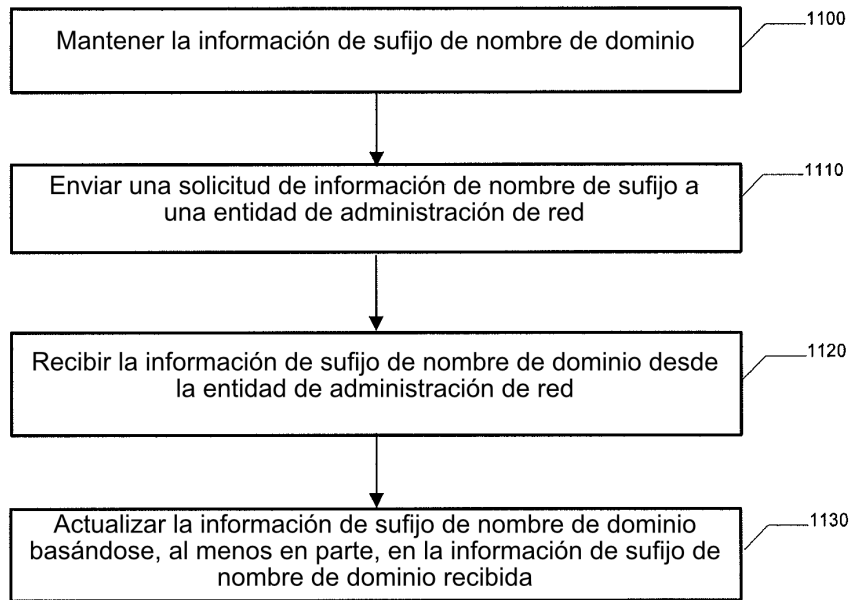 Mantener la información de sufijo de nombre de dominio
1100
Enviar una solicitud de información de nombre de sufijo a
una entidad de administración de red
1110
Recibir la información de sufijo de nombre de dominio desde
la entidad de administración de red
1120
Actualizar la información de sufijo de nombre de dominio
basándose, al menos en parte, en la información de sufijo de
nombre de dominio recibida
1130